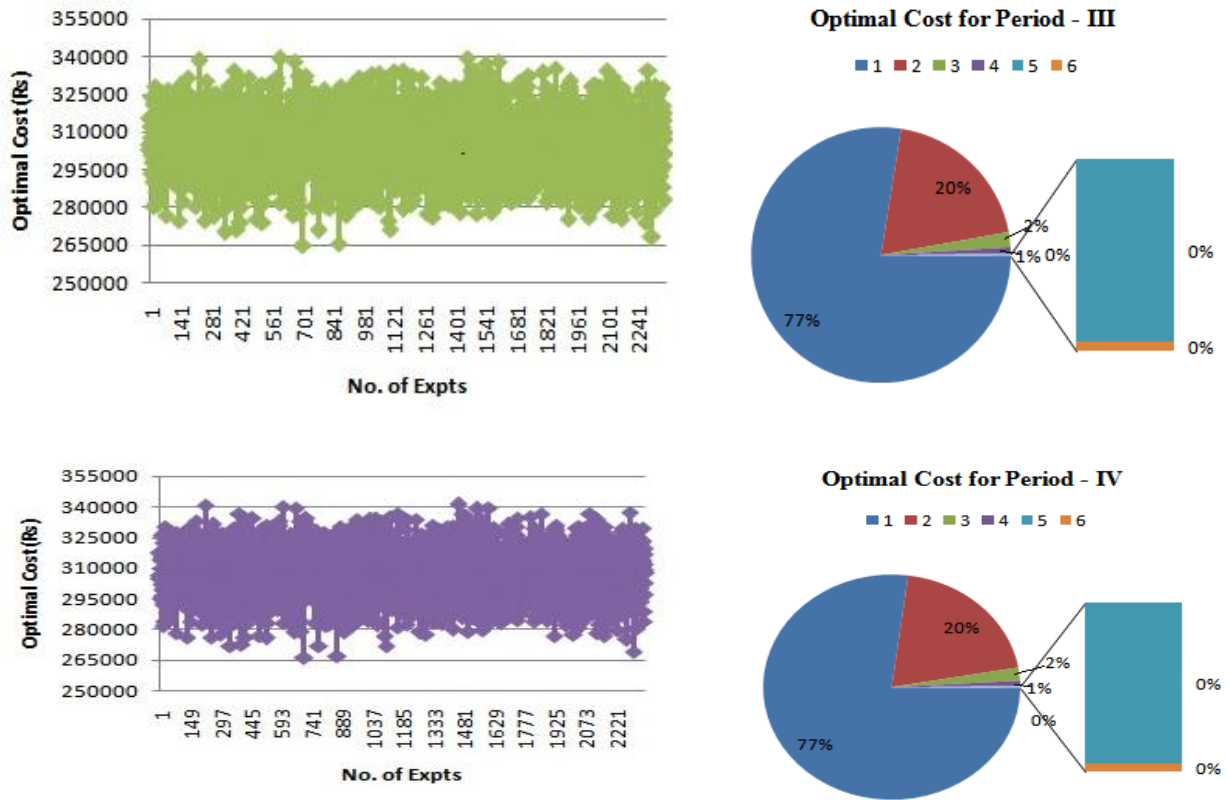 355000
340000
325000
310000
295000
280000
265000
250000
Optimal Cost(Rs)
1 141 281 421 561 701 841 981 1121 1261 1401 1541 1681 1821 1961 2101 2241
No. of Expts
Optimal Cost for Period - III
1 2 3 4 5 6
20%
2%
1% 0%
77%
0%
0%
355000
340000
325000
310000
295000
280000
265000
250000
Optimal Cost(Rs)
1 149 297 445 593 741 889 1037 1185 1333 1481 1629 1777 1925 2073 2221
No. of Expts
Optimal Cost for Period - IV
1 2 3 4 5 6
20%
2%
1%
0%
77%
0%
0%